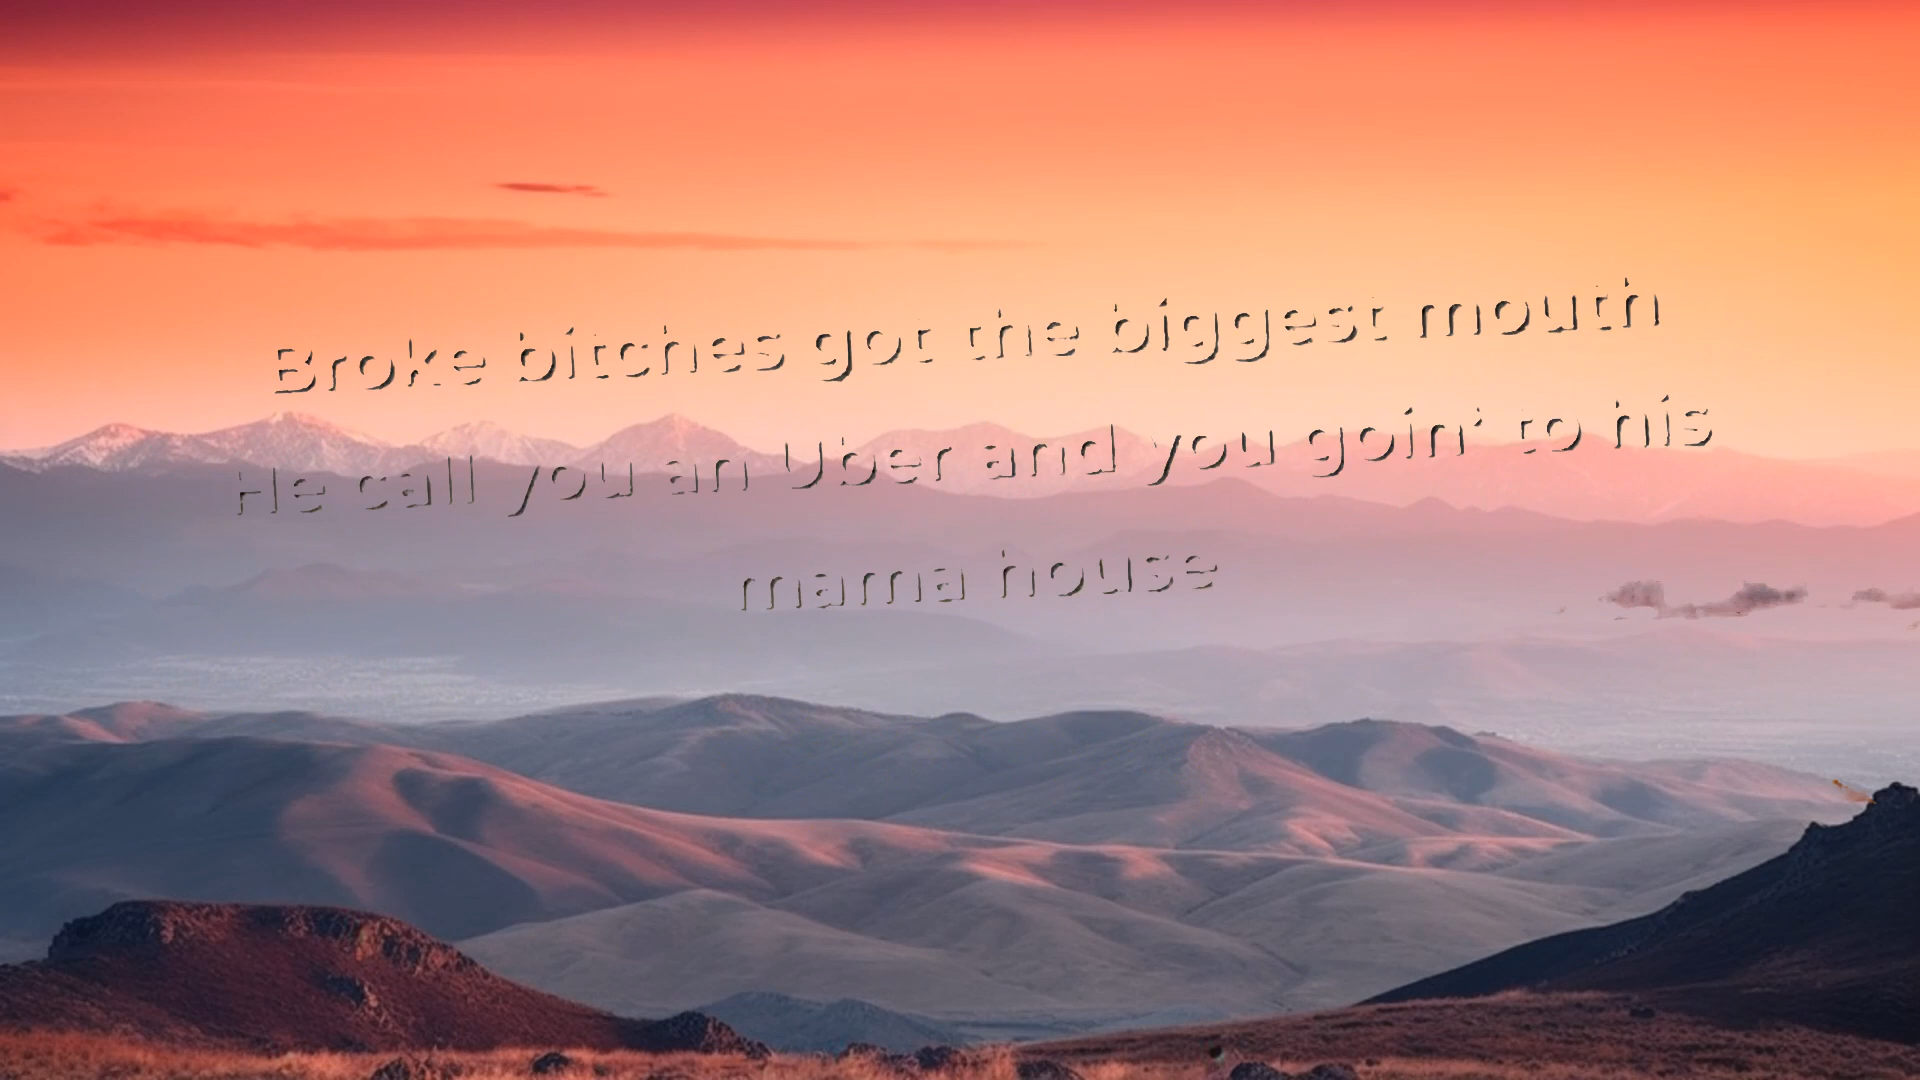 Broke bitches got the biggest mouth
He call you an Uber and you goin' to his
mama house